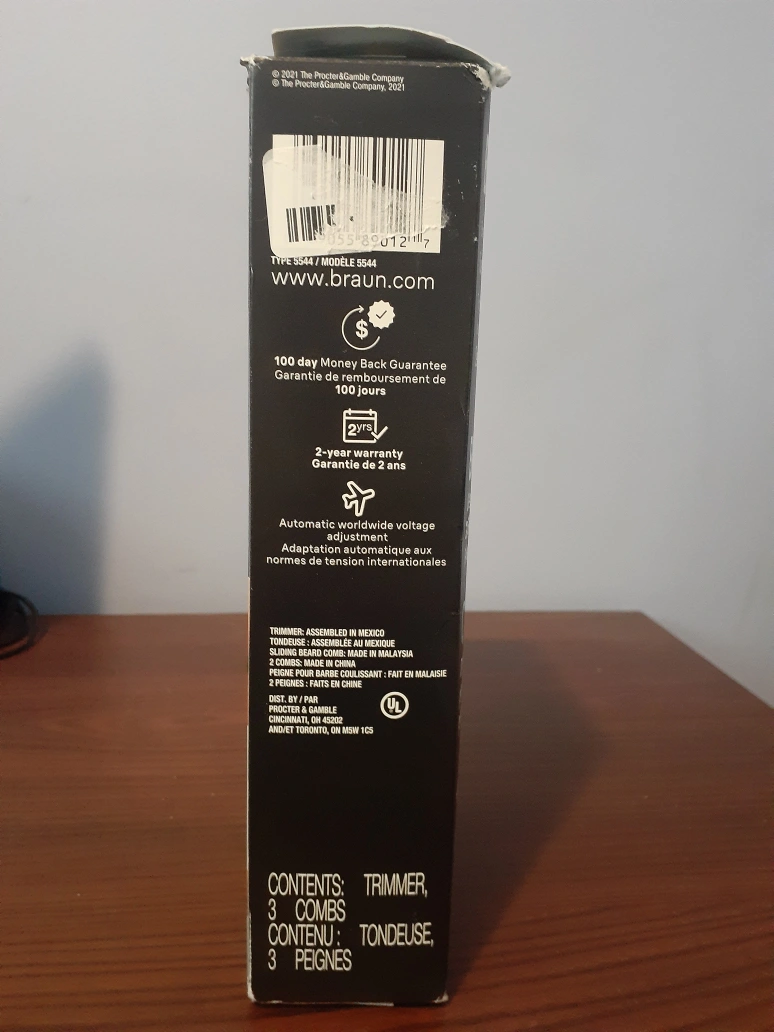 © 2021 The Procter&Gamble Company
© The Procter&Gamble Company, 2021
TYPE 5544 / MODÈLE 5544
www.braun.com
$
100 day Money Back Guarantee
Garantie de remboursement de
100 jours
2yrs
2-year warranty
Garantie de 2 ans
Automatic worldwide voltage
adjustment
Adaptation automatique aux
normes de tension internationales
TRIMMER: ASSEMBLED IN MEXICO
TONDEUSE : ASSEMBLÉE AU MEXIQUE
SLIDING BEARD COMB: MADE IN MALAYSIA
2 COMBS: MADE IN CHINA
PEIGNE POUR BARBE COULISSANT : FAIT EN MALAISIE
2 PEIGNES : FAITS EN CHINE
DIST. BY / PAR
PROCTER & GAMBLE
CINCINNATI, OH 45202
AND/ET TORONTO, ON M5W 1C5
UL
CONTENTS: TRIMMER,
3 COMBS
CONTENU : TONDEUSE,
3 PEIGNES